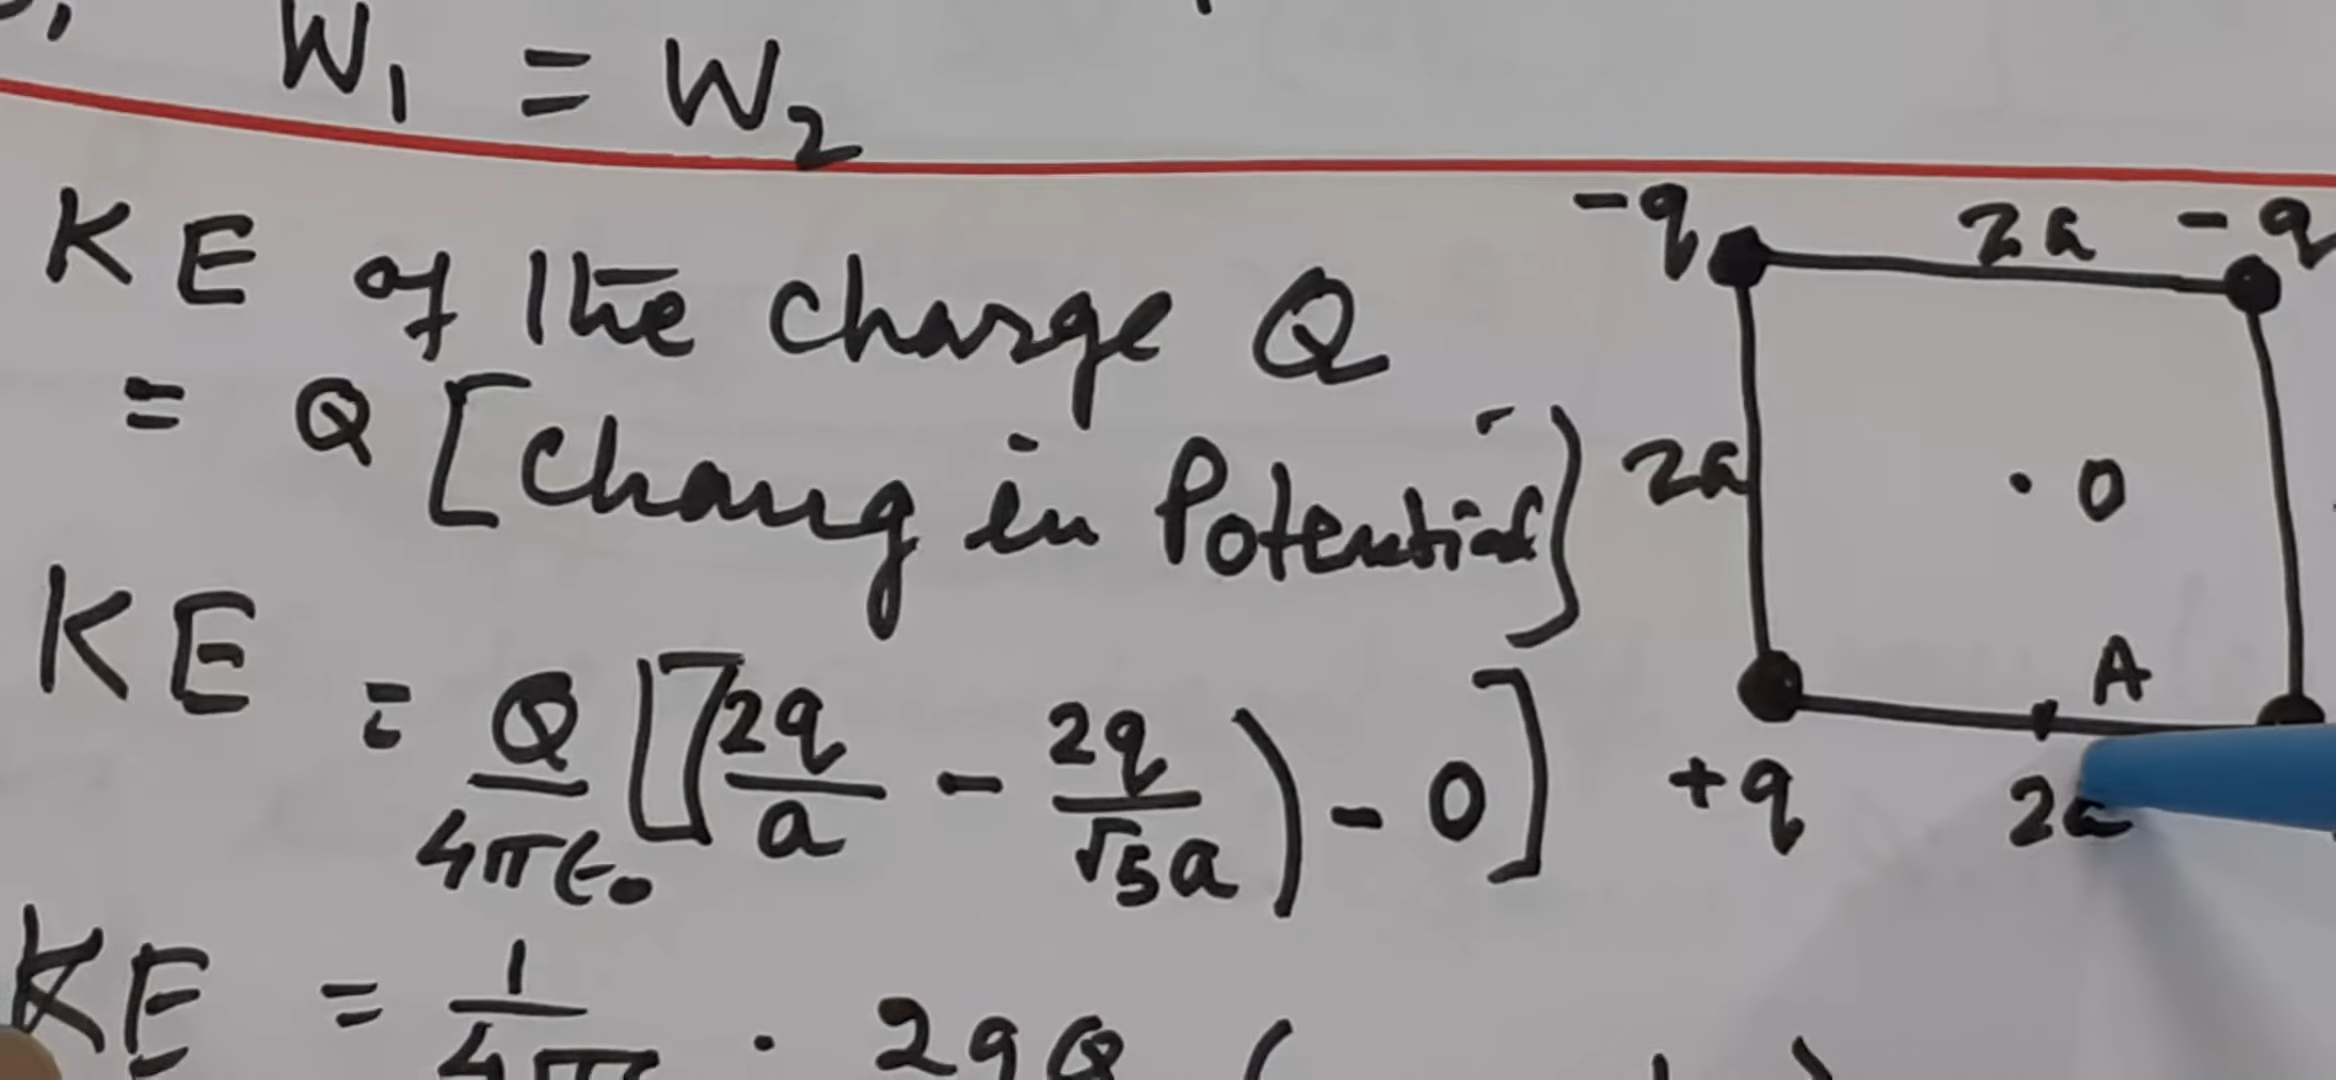 W₁ = W₂
KE of the charge Q
= Q [Chang in Potential]
KE = Q/4πε₀ [(2q/a - 2q/√5a) - 0]
KE = 1/4π · 2qQ (
-q 2a -q
2a
· O
A
+q 2a